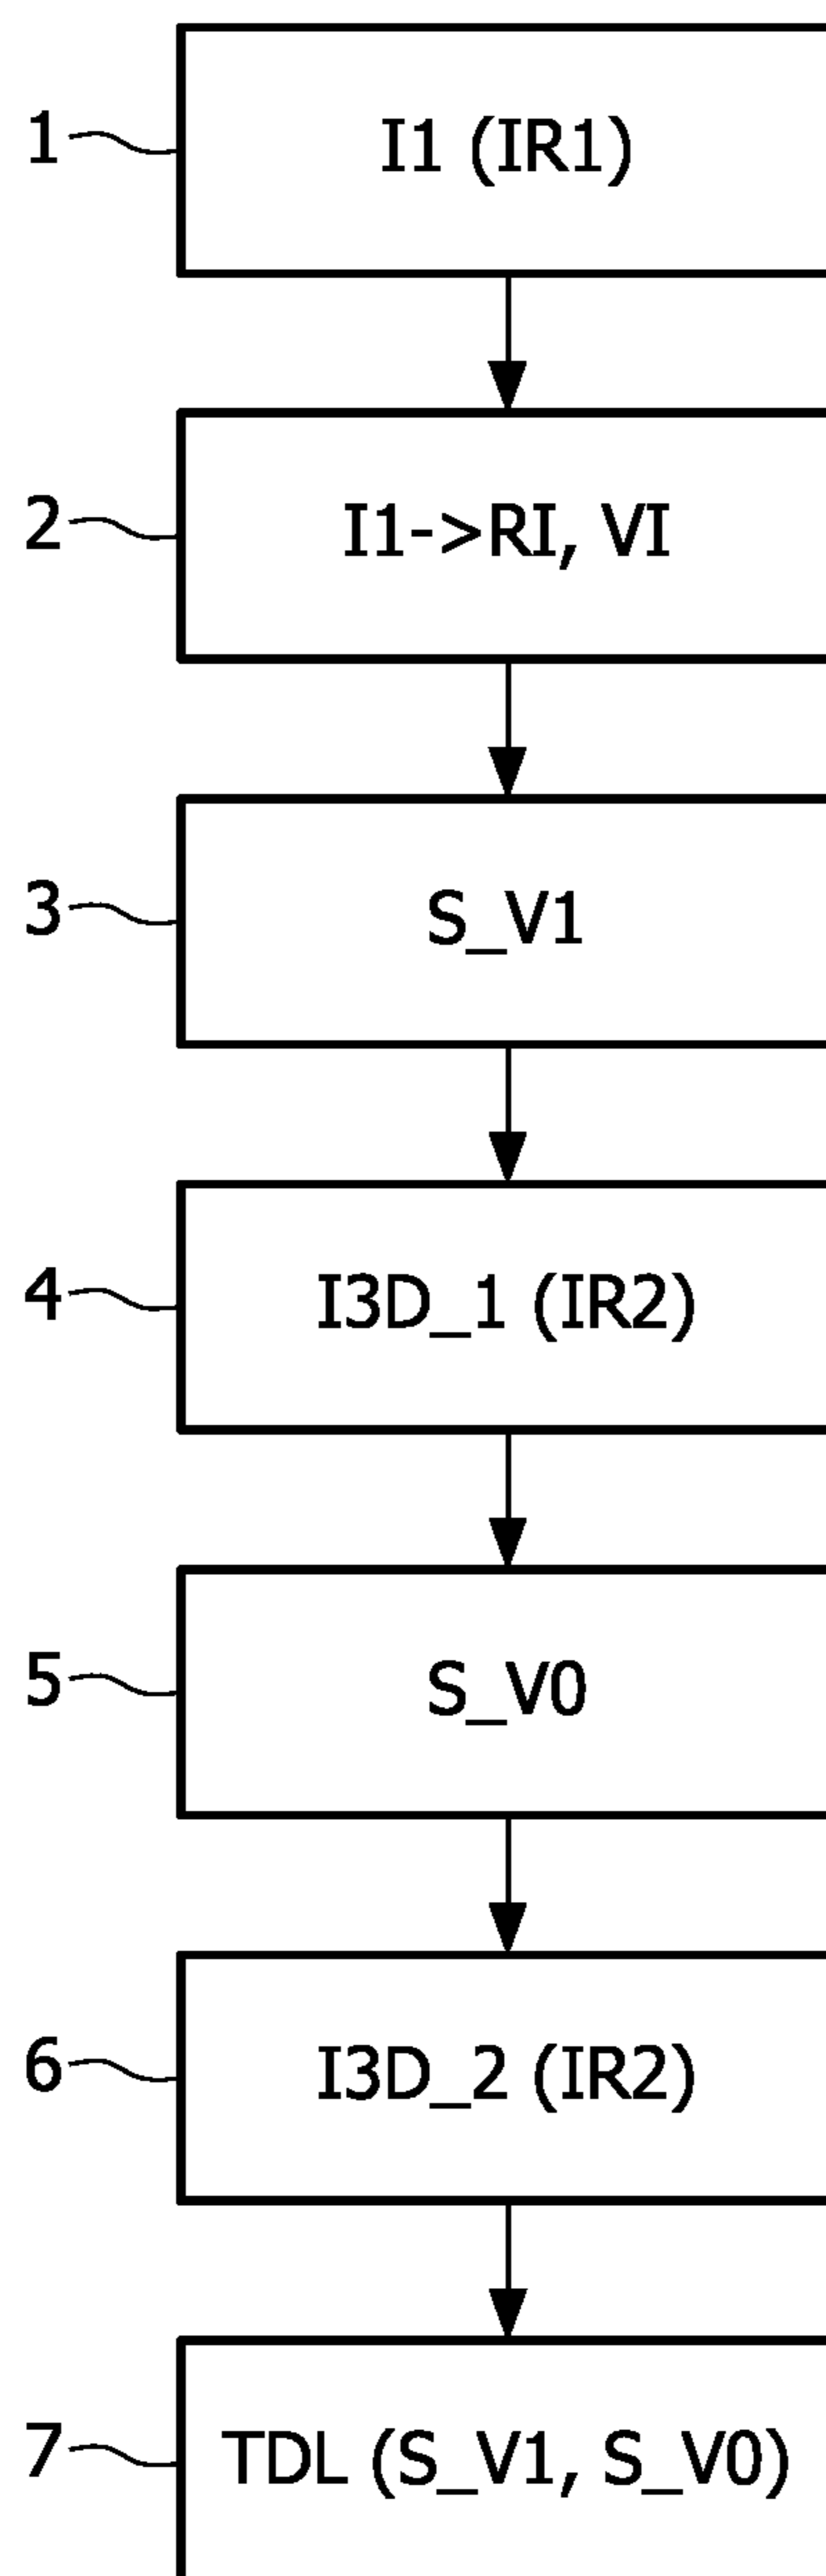 1 I1 (IR1)
2 I1->RI, VI
3 S_V1
4 I3D_1 (IR2)
5 S_V0
6 I3D_2 (IR2)
7 TDL (S_V1, S_V0)